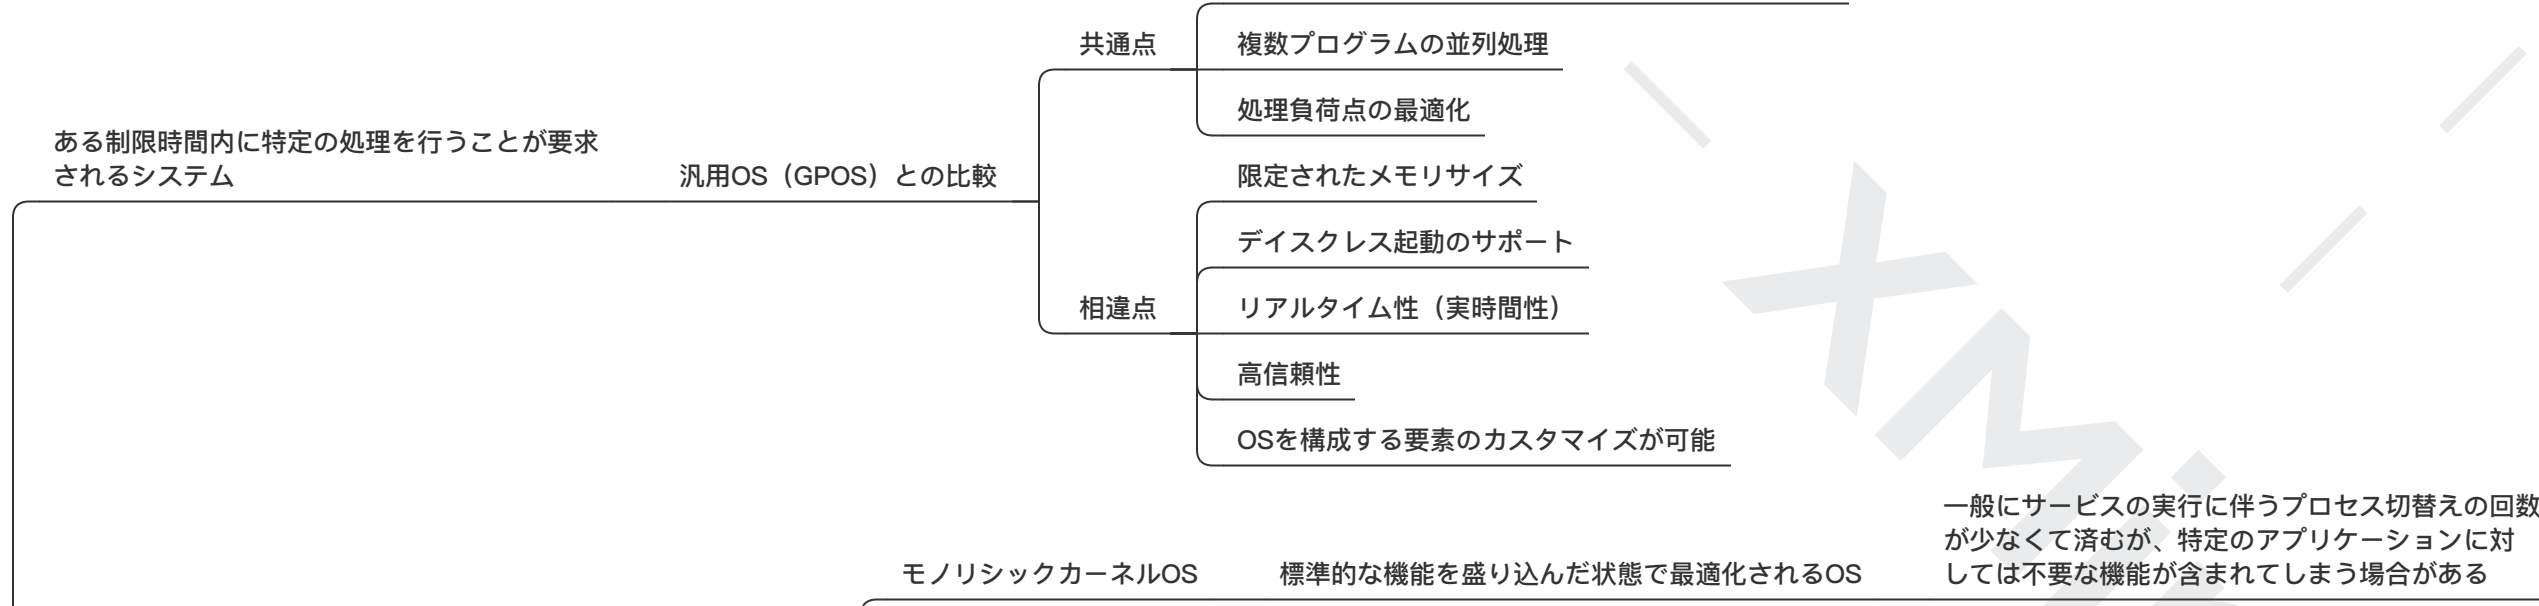 共通点
複数プログラムの並列処理
処理負荷点の最適化
ある制限時間内に特定の処理を行うことが要求
されるシステム
汎用OS（GPOS）との比較
限定されたメモリサイズ
デイスクレス起動のサポート
相違点
リアルタイム性（実時間性）
高信頼性
OSを構成する要素のカスタマイズが可能
モノリシックカーネルOS
標準的な機能を盛り込んだ状態で最適化されるOS
一般にサービスの実行に伴うプロセス切替えの回数
が少なくて済むが、特定のアプリケーションに対
しては不要な機能が含まれてしまう場合がある
XMi